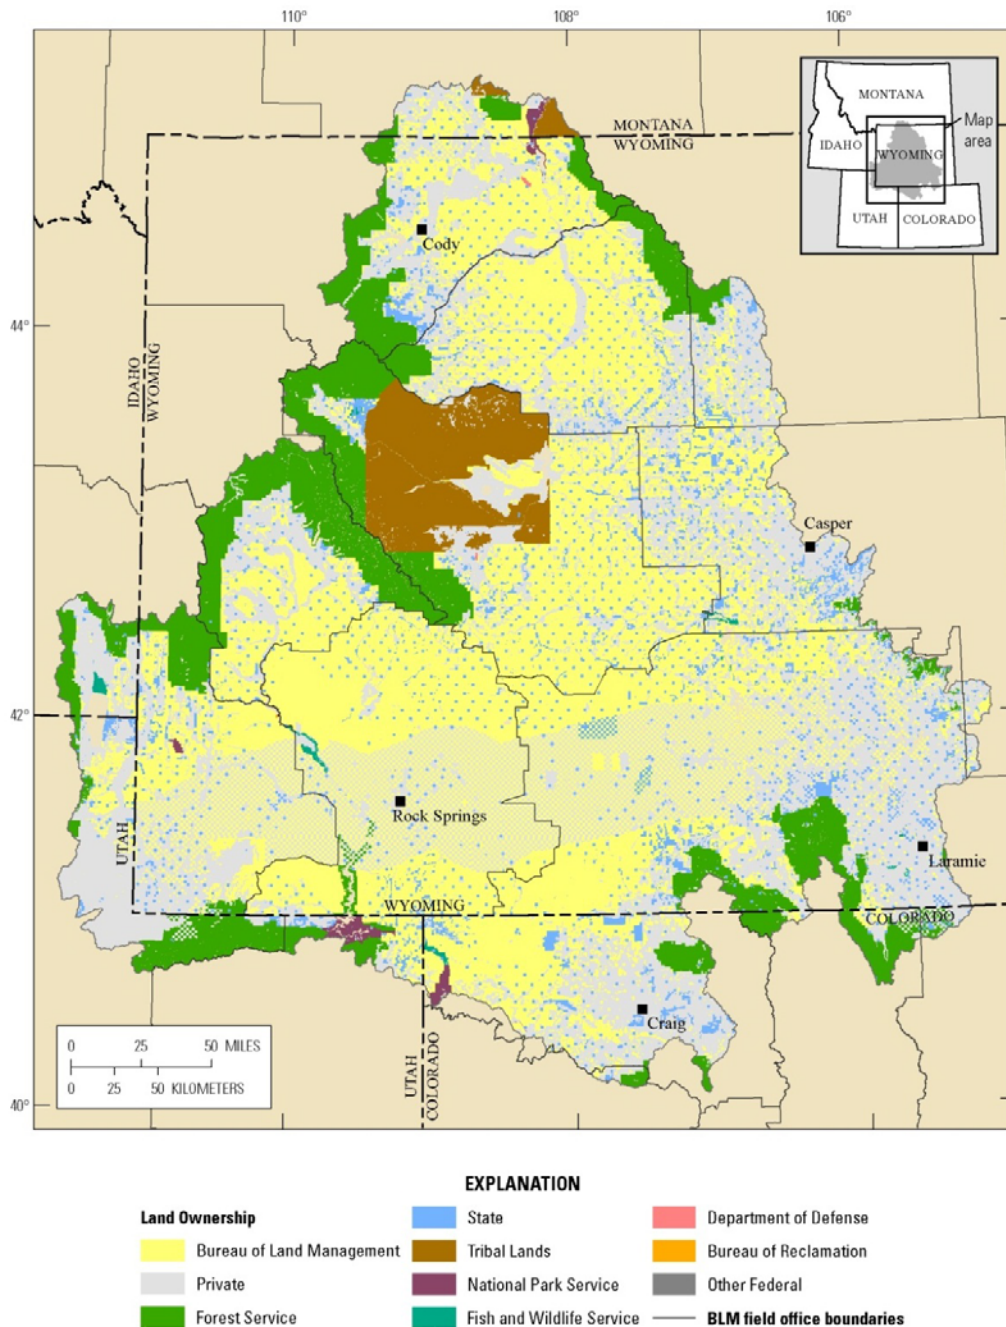 110°
108°
106°
MONTANA
IDAHO
WYOMING
UTAH
COLORADO
Map
area
MONTANA
WYOMING
Cody
44°
IDAHO
WYOMING
Casper
42°
Rock Springs
UTAH
WYOMING
Laramie
COLORADO
Craig
UTAH
COLORADO
0 25 50 MILES
0 25 50 KILOMETERS
40°
EXPLANATION
Land Ownership
Bureau of Land Management
Private
Forest Service
State
Tribal Lands
National Park Service
Fish and Wildlife Service
Department of Defense
Bureau of Reclamation
Other Federal
BLM field office boundaries